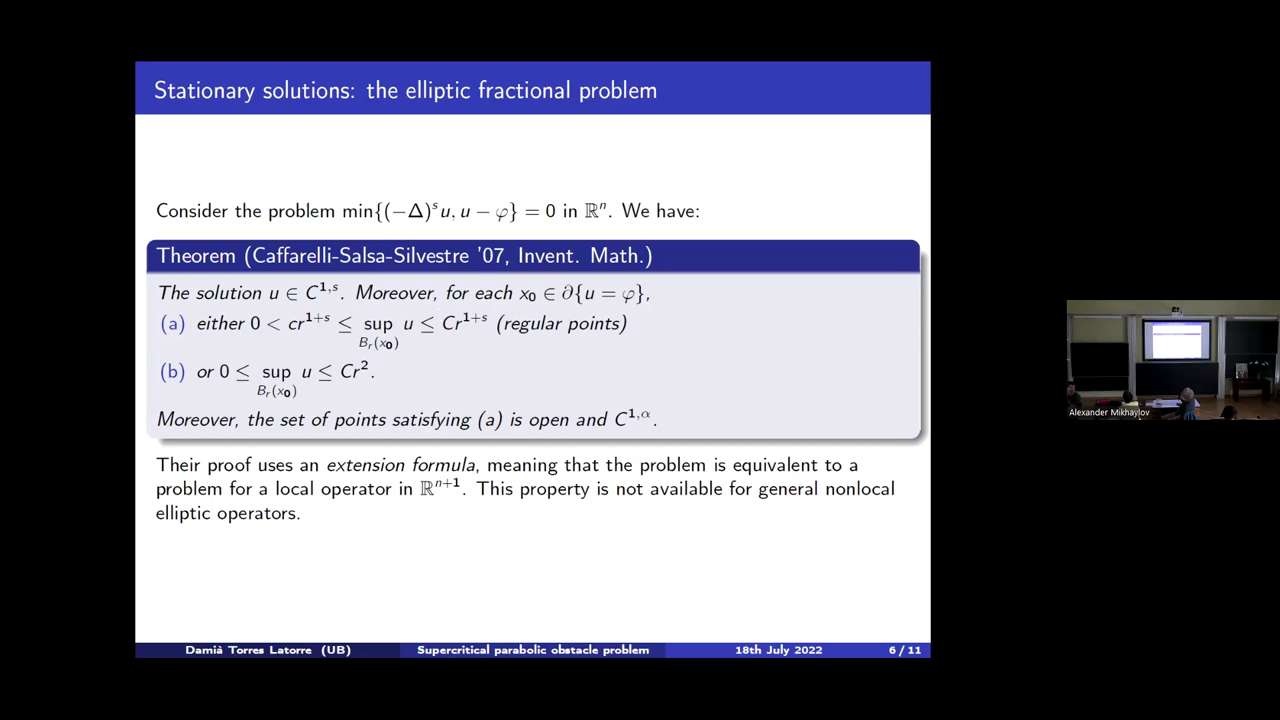 Stationary solutions: the elliptic fractional problem
Consider the problem min{(−Δ)ˢu, u − φ} = 0 in ℝⁿ. We have:
Theorem (Caffarelli-Salsa-Silvestre '07, Invent. Math.)
The solution u ∈ C^{1,s}. Moreover, for each x₀ ∈ ∂{u = φ},
(a) either 0 < cr^{1+s} ≤ sup_{B_r(x₀)} u ≤ Cr^{1+s} (regular points)
(b) or 0 ≤ sup_{B_r(x₀)} u ≤ Cr².
Moreover, the set of points satisfying (a) is open and C^{1,α}.
Their proof uses an extension formula, meaning that the problem is equivalent to a
problem for a local operator in ℝ^{n+1}. This property is not available for general nonlocal
elliptic operators.
Damià Torres Latorre (UB) Supercritical parabolic obstacle problem 18th July 2022 6 / 11
Alexander Mikhaylov